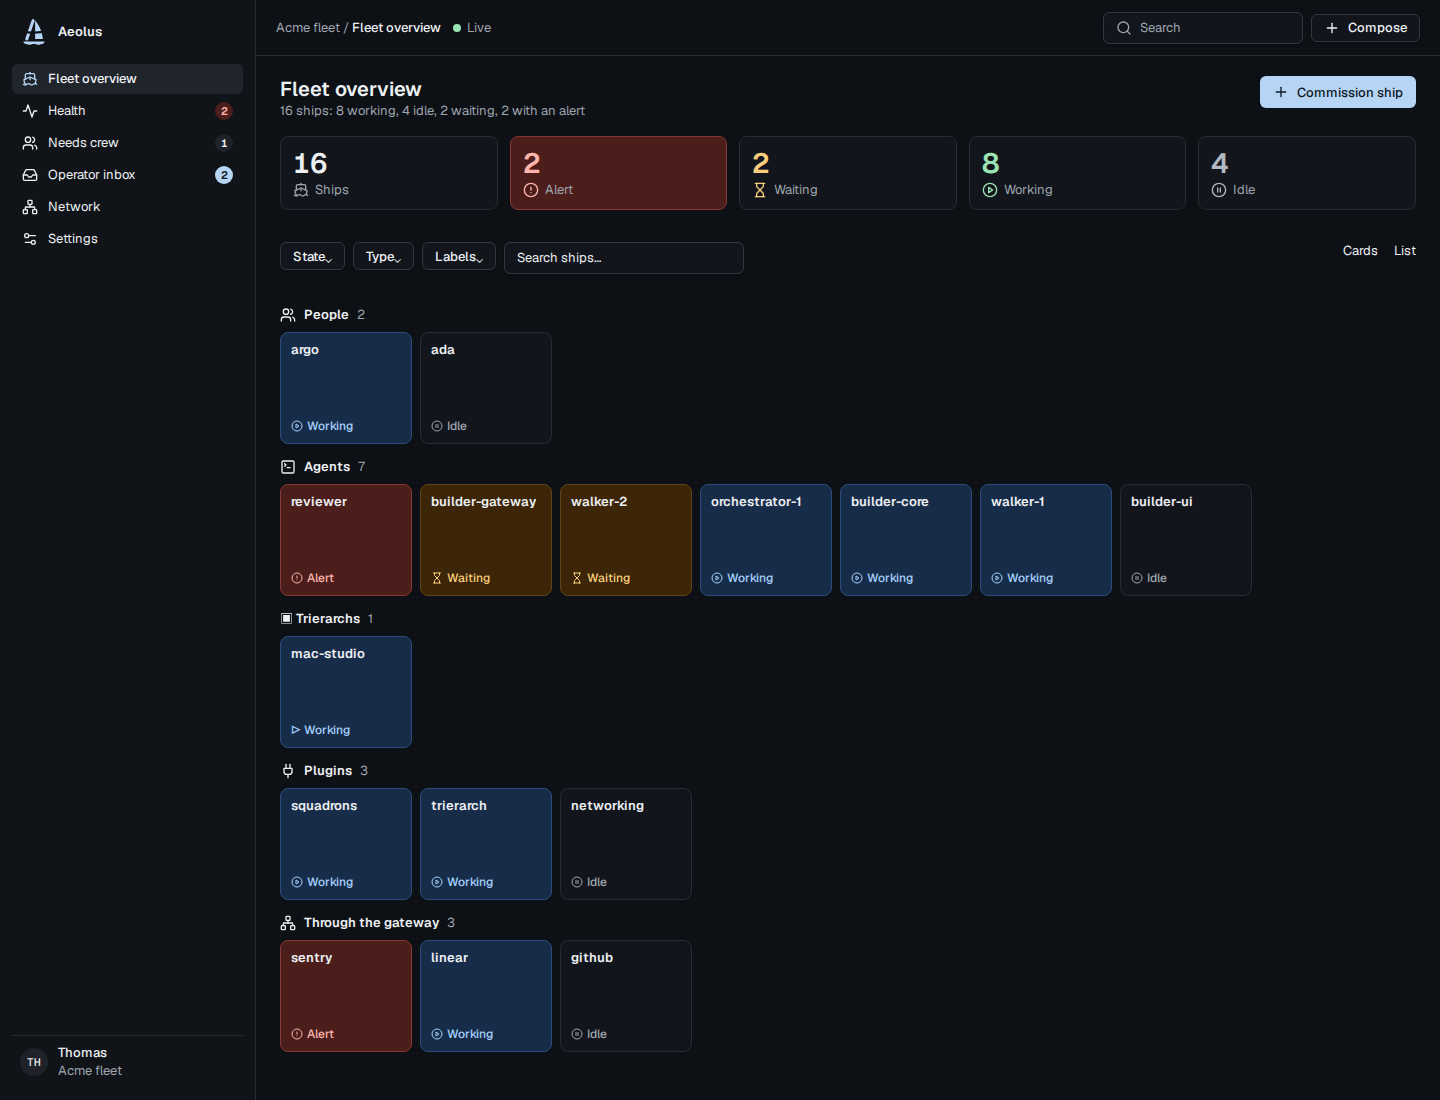 Aeolus
Fleet overview
Health 2
Needs crew 1
Operator inbox 2
Network
Settings
Acme fleet / Fleet overview Live
Search
Compose
Fleet overview
16 ships: 8 working, 4 idle, 2 waiting, 2 with an alert
Commission ship
16
Ships
2
Alert
2
Waiting
8
Working
4
Idle
State
Type
Labels
Search ships…
Cards
List
People 2
argo
Working
ada
Idle
Agents 7
reviewer
Alert
builder-gateway
Waiting
walker-2
Waiting
orchestrator-1
Working
builder-core
Working
walker-1
Working
builder-ui
Idle
Trierarchs 1
mac-studio
Working
Plugins 3
squadrons
Working
trierarch
Working
networking
Idle
Through the gateway 3
sentry
Alert
linear
Working
github
Idle
TH
Thomas
Acme fleet